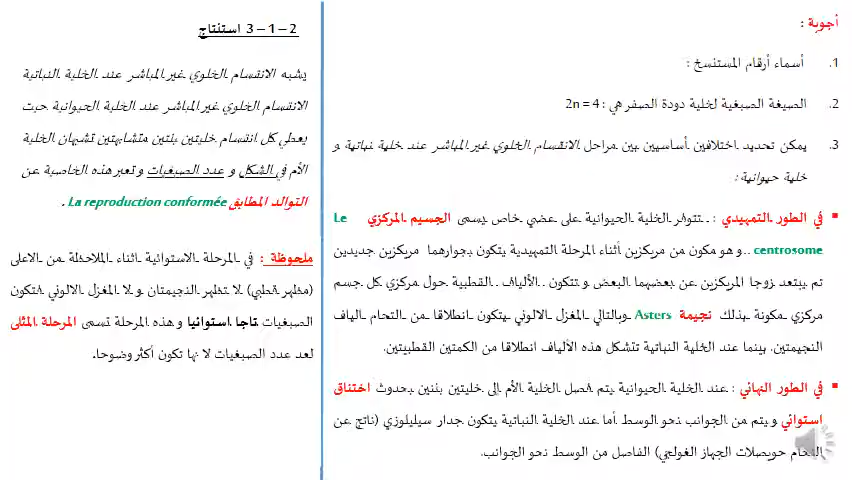 أجوبة :
1. أسماء أرقام المستنسخ :
2. الصيغة الصبغية لخلية دودة الصفر هي : 2n = 4
3. يمكن تحديد اختلافين أساسيين بين مراحل الانقسام الخلوي غير المباشر عند خلية نباتية و
خلية حيوانية :
▪ في الطور التمهيدي : .. تتوفر الخلية الحيوانية على عضي خاص يسمى الجسيم المركزي Le
centrosome .. و هو مكون من مريكزين أثناء المرحلة التمهيدية يتكون بجوارهما مريكزين جديدين
ثم يبتعد زوجا المريكزين عن بعضهما البعض و تتكون .. الألياف .. القطبية حول مركزي كل جسم
مركزي مكونة بذلك نجيمة Asters وبالتالي المغزل الالوني يتكون انطلاقا من التحام الياف
النجيمتين. بينما عند الخلية النباتية تتشكل هذه الألياف انطلاقا من الكمتين القطبيتين.
▪ في الطور النهائي : عند الخلية الحيوانية يتم فصل الخلية الأم إلى خليتين بنتين بحدوث اختناق
استوائي و يتم من الجوانب نحو الوسط أما عند الخلية النباتية يتكون جدار سيليلوزي (ناتج عن
التحام حويصلات الجهاز الغولجي) الفاصل من الوسط نحو الجوانب.
2 – 1 – 3 استنتاج
يشبه الانقسام الخلوي غير المباشر عند الخلية النباتية
الانقسام الخلوي غير المباشر عند الخلية الحيوانية حيث
يعطي كل انقسام خليتين بنتين متشابهتين تشبهان الخلية
الأم في الشكل و عدد الصبغيات و تعبر هذه الخاصية عن
التوالد المطابق La reproduction conformée .
ملحوظة : في المرحلة الاستوائية اثناء الملاحظة من الاعلى
(مظهر قطبي) لا تظهر النجيمتان و لا المغزل الالوني فتكون
الصبغيات تاجا استوائيا و هذه المرحلة تسمى المرحلة المثلى
لعد عدد الصبغيات لا نها تكون أكثر وضوحا.